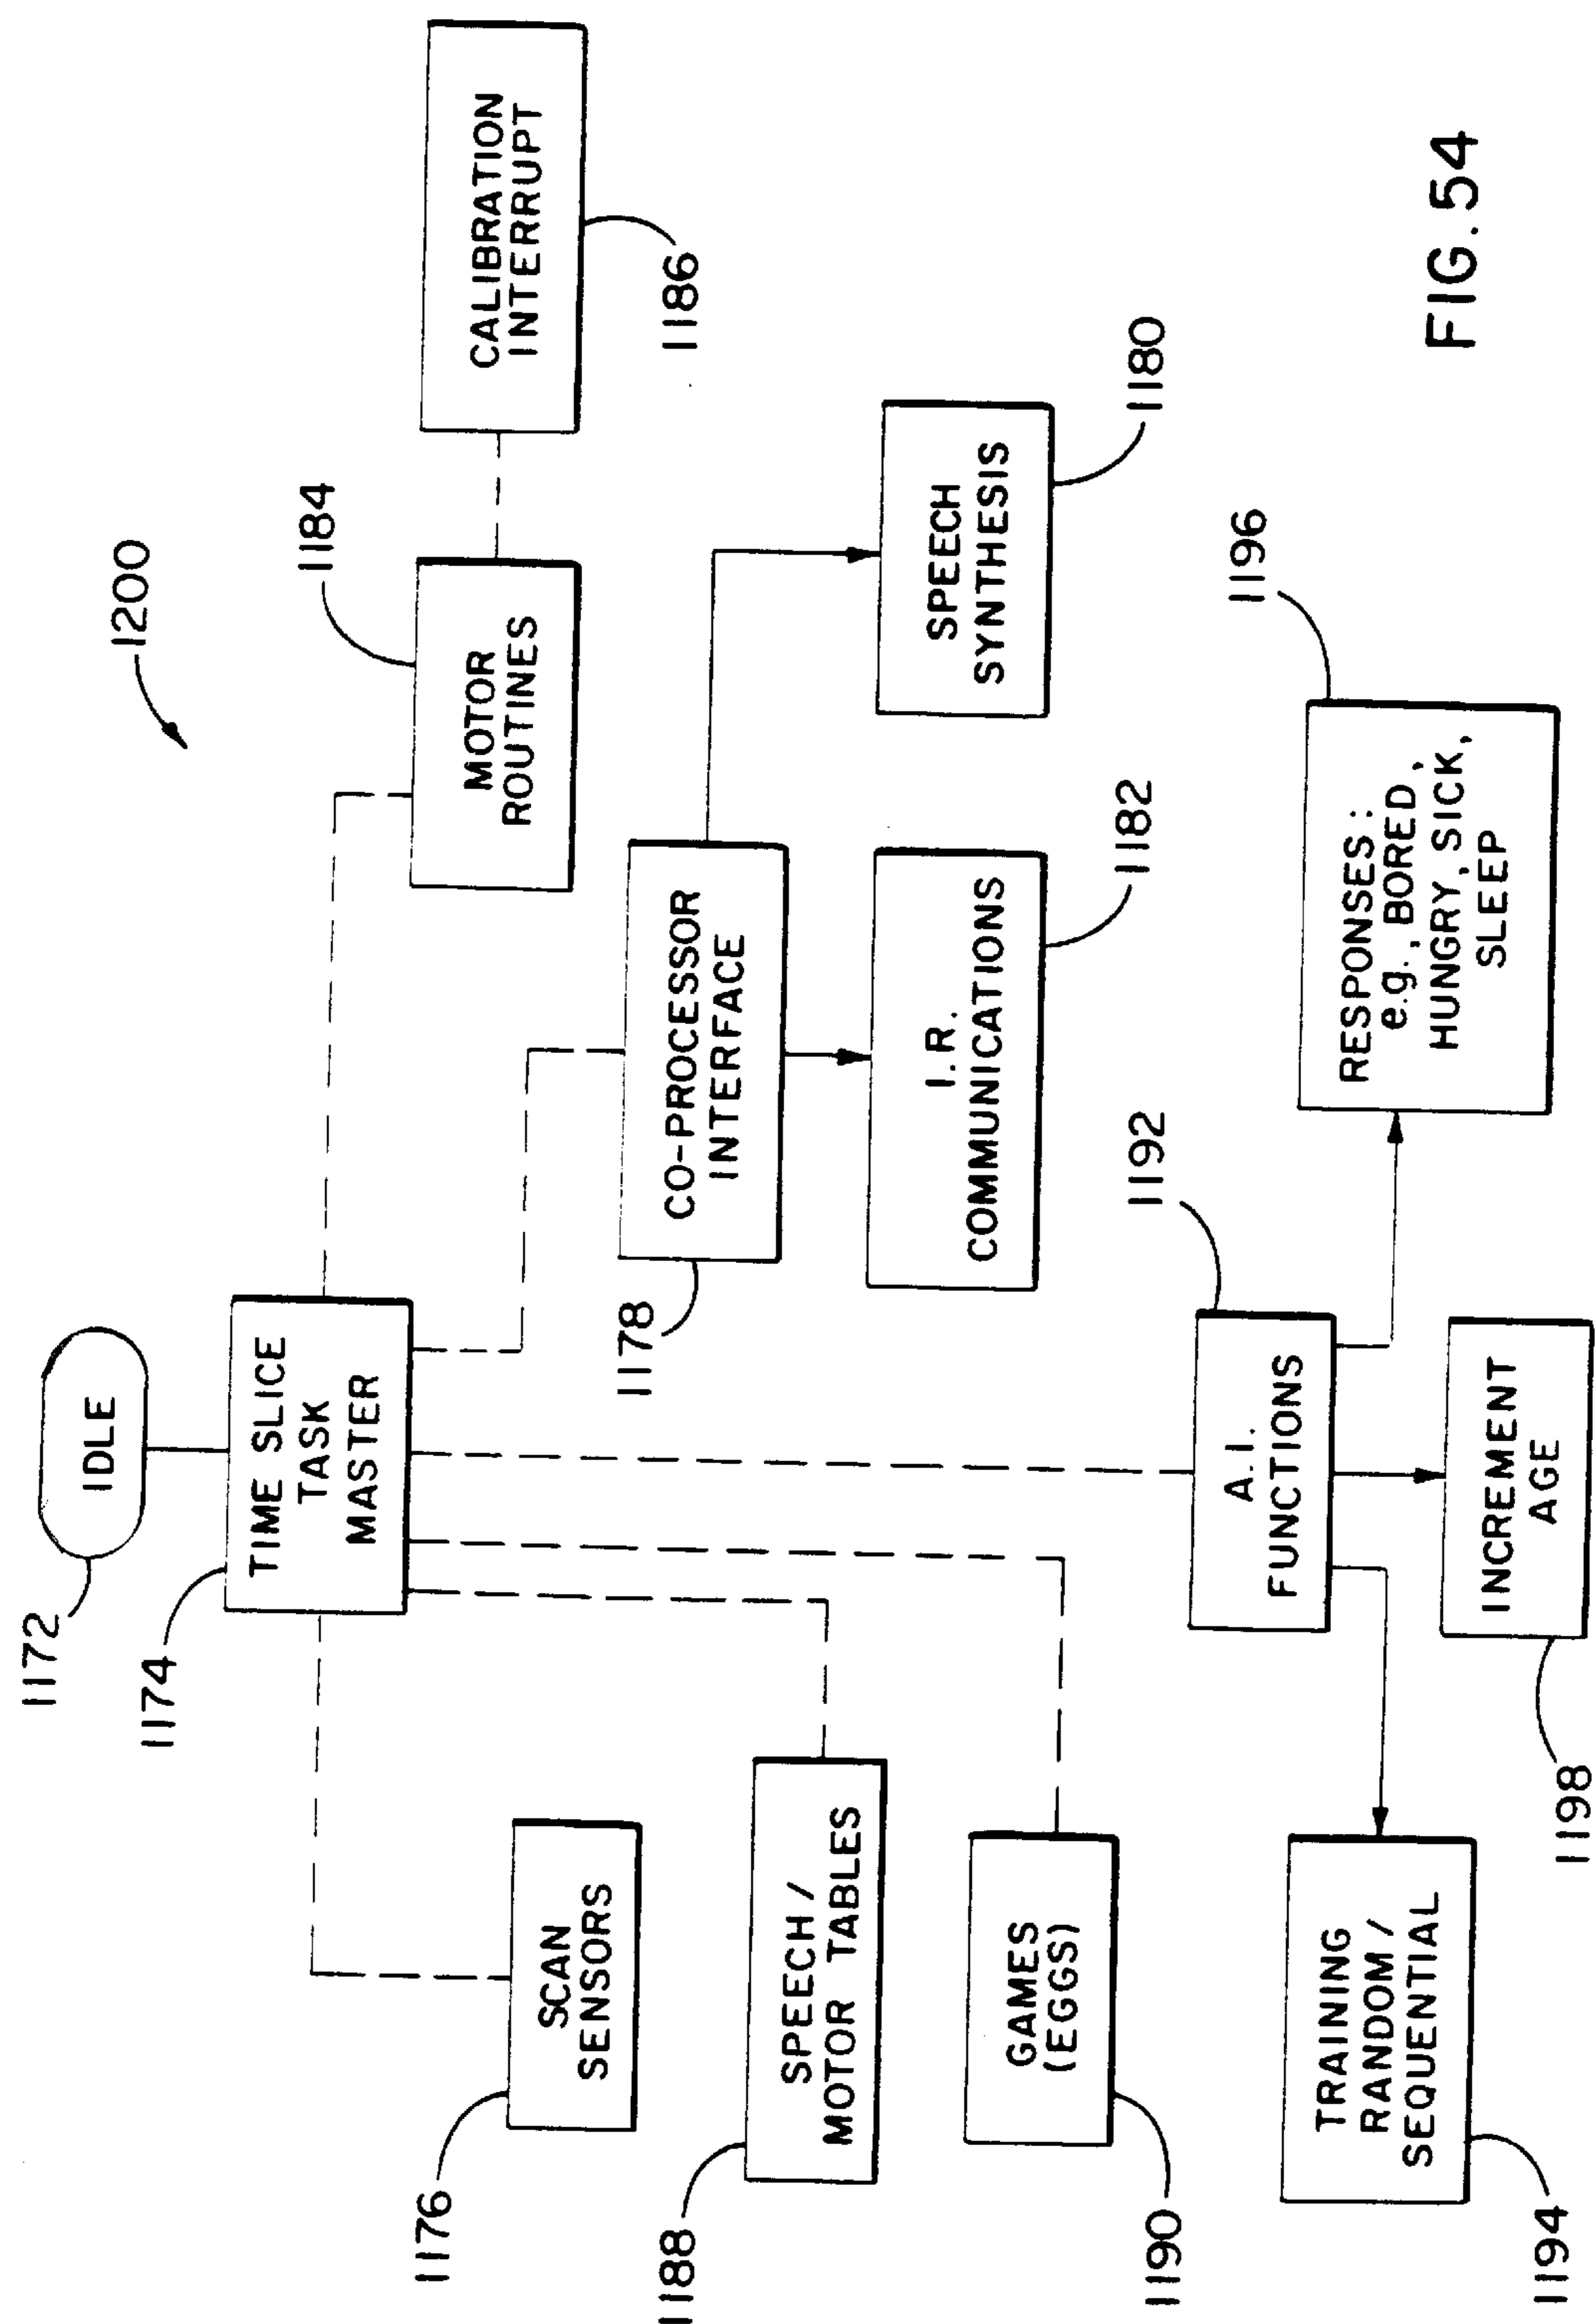 1200
1172
IDLE
1174
TIME SLICE
TASK
MASTER
1184
MOTOR
ROUTINES
CALIBRATION
INTERRUPT
1186
1176
SCAN
SENSORS
1178
CO-PROCESSOR
INTERFACE
1188
SPEECH /
MOTOR TABLES
I.R.
COMMUNICATIONS
1182
SPEECH
SYNTHESIS
1180
1190
GAMES
(EGGS)
A.I.
FUNCTIONS
1192
1194
TRAINING
RANDOM /
SEQUENTIAL
1198
INCREMENT
AGE
RESPONSES :
e.g., BORED,
HUNGRY, SICK,
SLEEP
1196
FIG. 54